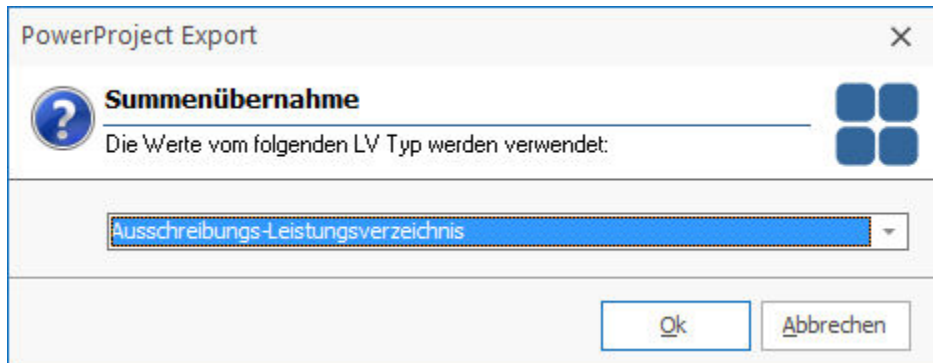 PowerProject Export
Summenübernahme
Die Werte vom folgenden LV Typ werden verwendet:
Ausschreibungs-Leistungsverzeichnis
Ok
Abbrechen